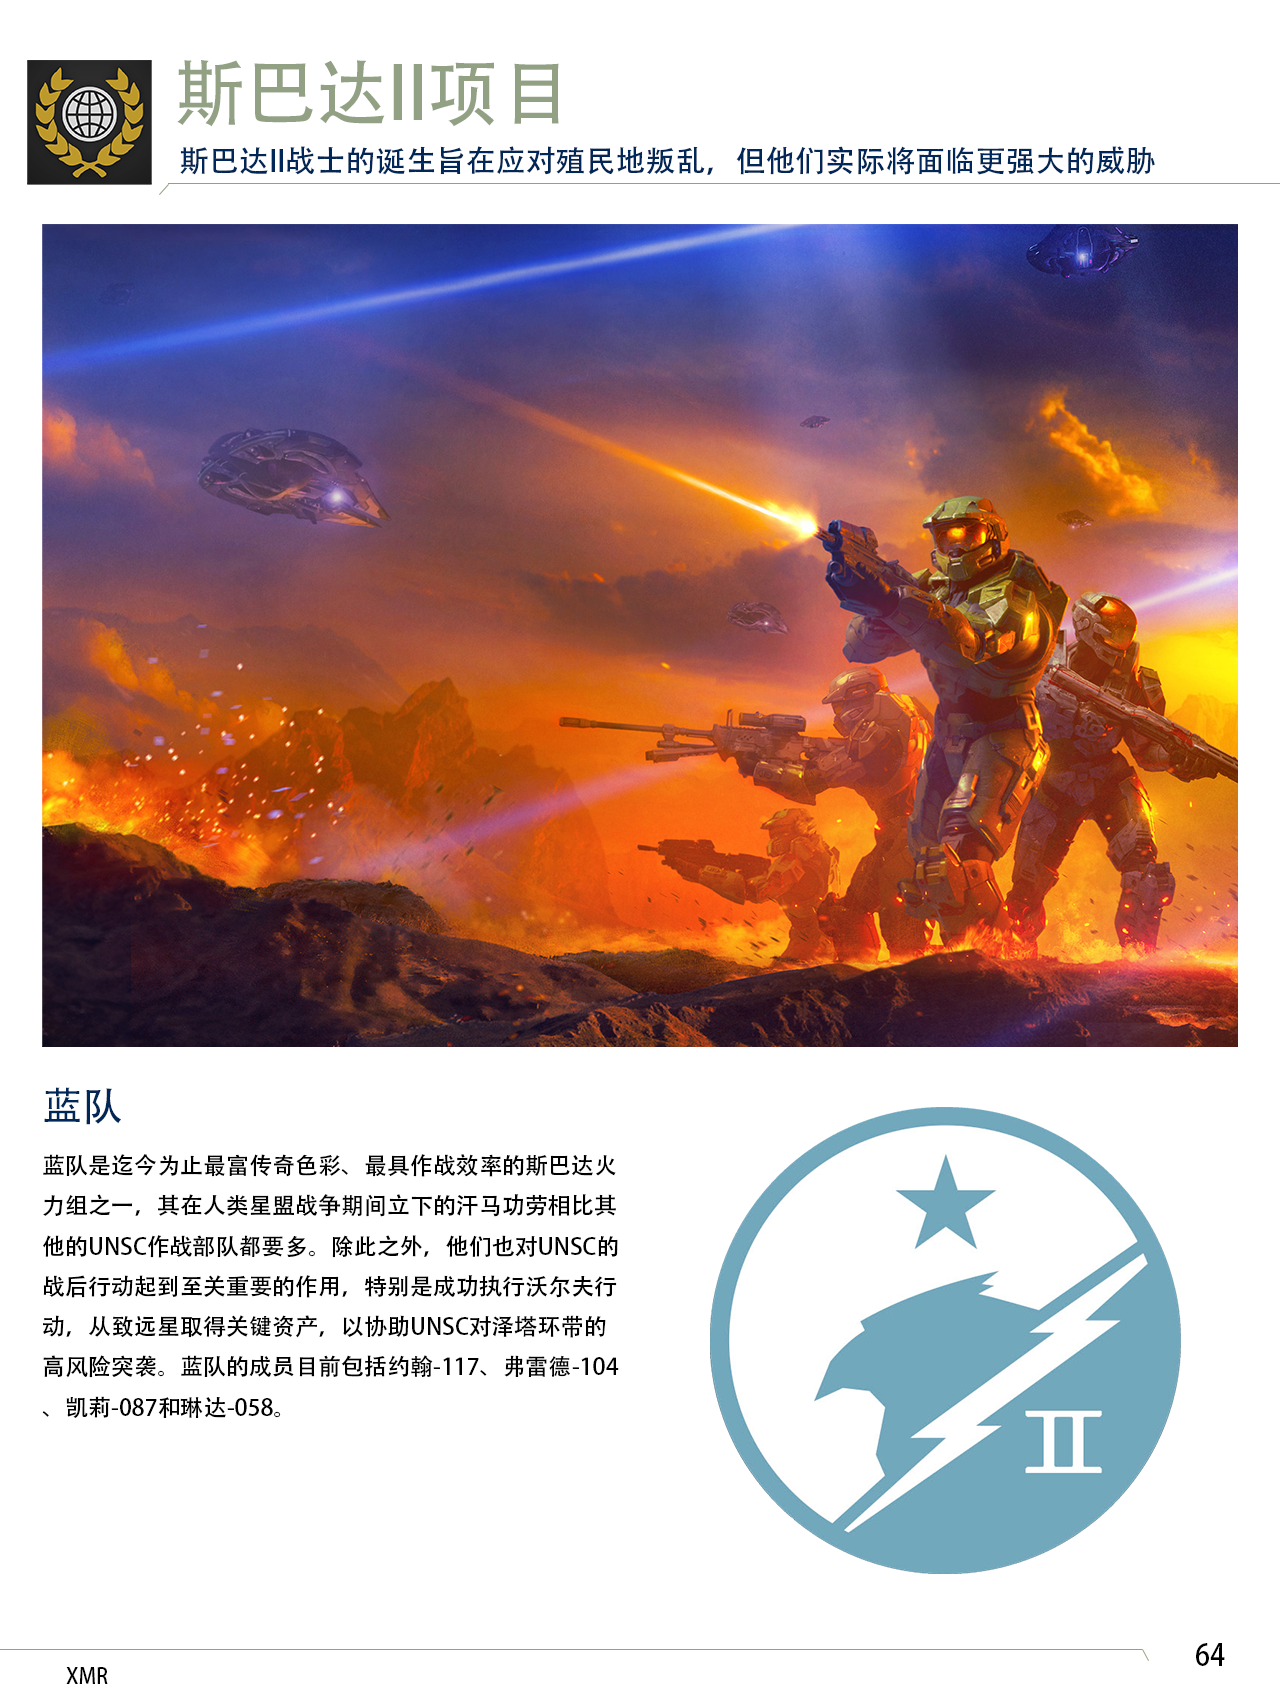 斯巴达II项目
斯巴达II战士的诞生旨在应对殖民地叛乱，但他们实际将面临更强大的威胁
蓝队
蓝队是迄今为止最富传奇色彩、最具作战效率的斯巴达火
力组之一，其在人类星盟战争期间立下的汗马功劳相比其
他的UNSC作战部队都要多。除此之外，他们也对UNSC的
战后行动起到至关重要的作用，特别是成功执行沃尔夫行
动，从致远星取得关键资产，以协助UNSC对泽塔环带的
高风险突袭。蓝队的成员目前包括约翰-117、弗雷德-104
、凯莉-087和琳达-058。
II
XMR
64